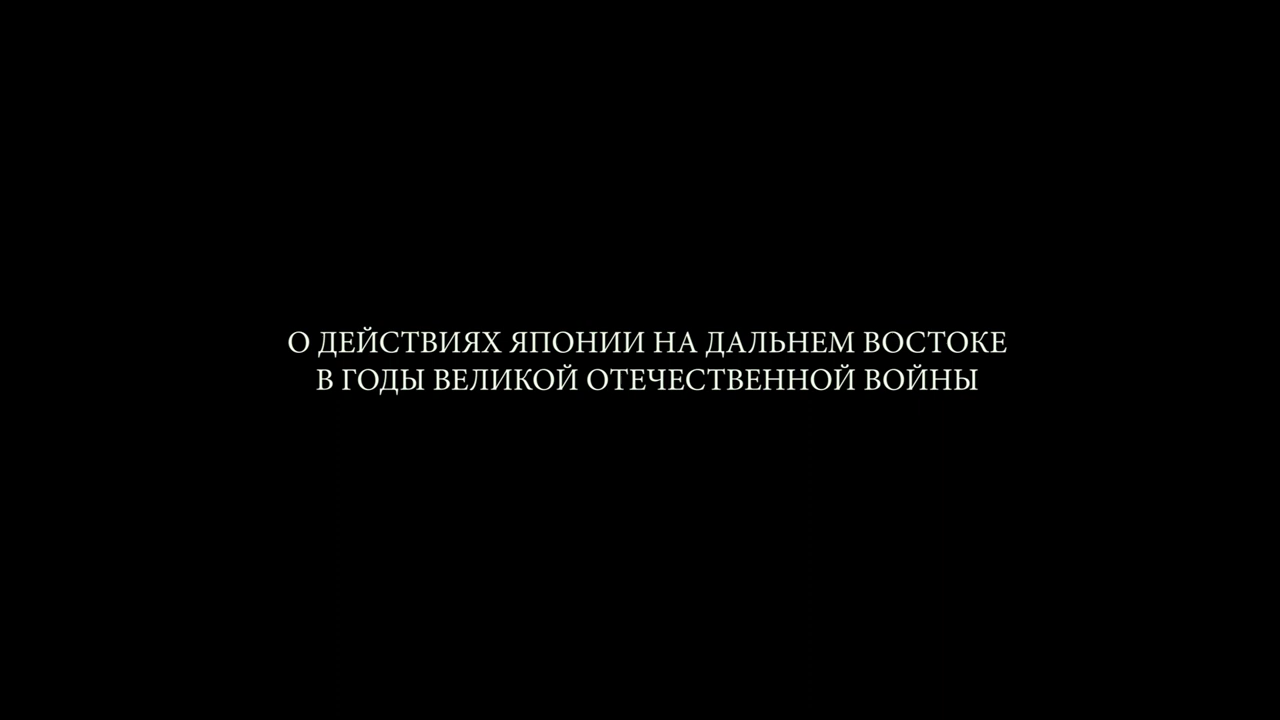 О ДЕЙСТВИЯХ ЯПОНИИ НА ДАЛЬНЕМ ВОСТОКЕ
В ГОДЫ ВЕЛИКОЙ ОТЕЧЕСТВЕННОЙ ВОЙНЫ